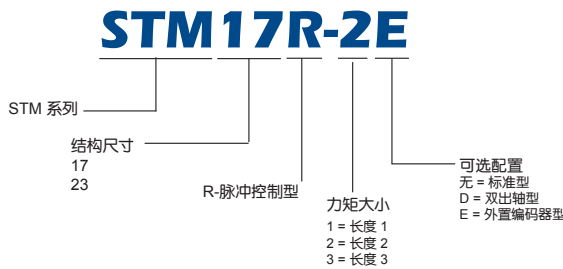 STM17R-2E
STM 系列
结构尺寸
17
23
R-脉冲控制型
力矩大小
1 = 长度 1
2 = 长度 2
3 = 长度 3
可选配置
无 = 标准型
D = 双出轴型
E = 外置编码器型